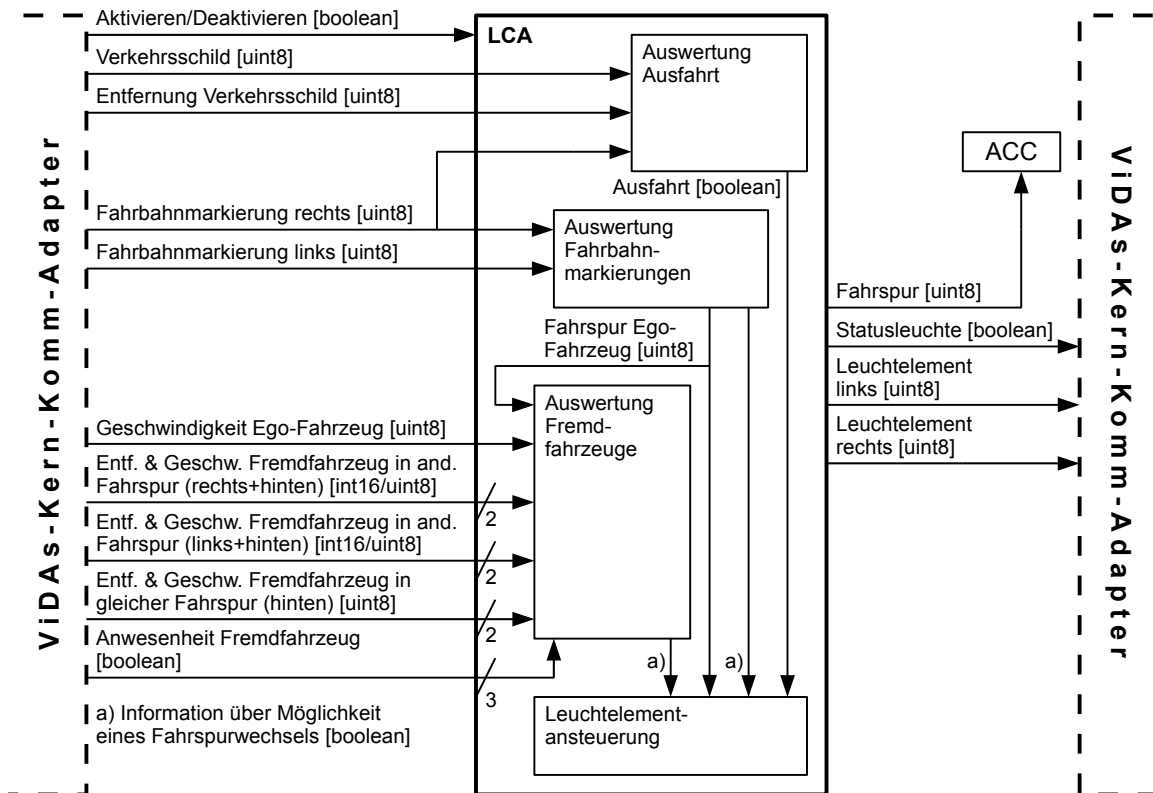 Aktivieren/Deaktivieren [boolean]
LCA
Verkehrsschild [uint8]
Auswertung
Ausfahrt
Entfernung Verkehrsschild [uint8]
ViDAs-Kern-Komm-Adapter
ACC
Ausfahrt [boolean]
Fahrbahnmarkierung rechts [uint8]
Auswertung
Fahrbahn-
markierungen
Fahrbahnmarkierung links [uint8]
Fahrspur [uint8]
Fahrspur Ego-
Fahrzeug [uint8]
Statusleuchte [boolean]
Leuchtelement
links [uint8]
Auswertung
Fremd-
fahrzeuge
Leuchtelement
rechts [uint8]
Geschwindigkeit Ego-Fahrzeug [uint8]
Entf. & Geschw. Fremdfahrzeug in and.
Fahrspur (rechts+hinten) [int16/uint8]
2
Entf. & Geschw. Fremdfahrzeug in and.
Fahrspur (links+hinten) [int16/uint8]
2
Entf. & Geschw. Fremdfahrzeug in
gleicher Fahrspur (hinten) [uint8]
2
Anwesenheit Fremdfahrzeug
[boolean]
3
a)
a)
a) Information über Möglichkeit
eines Fahrspurwechsels [boolean]
Leuchtelement-
ansteuerung
ViDAs-Kern-Komm-Adapter